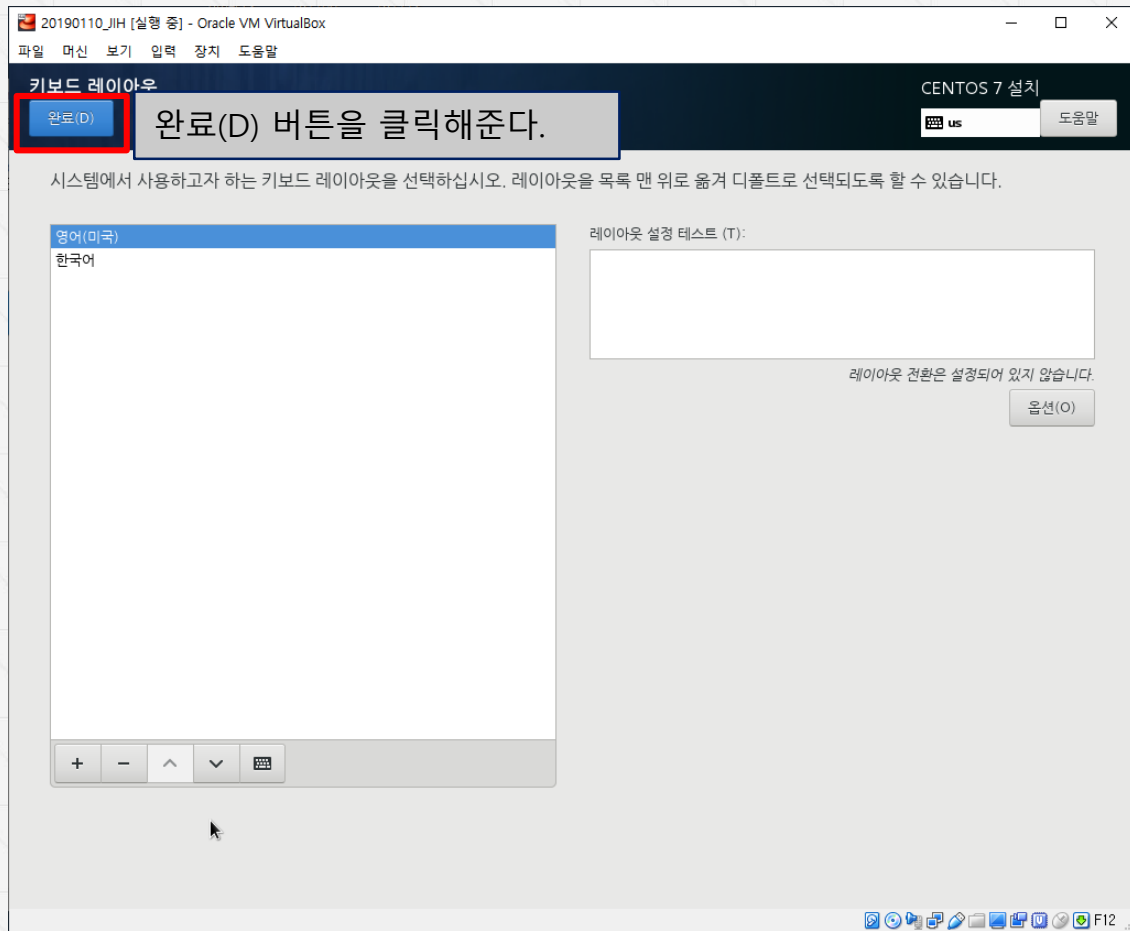 20190110_JIH [실행 중] - Oracle VM VirtualBox
파일 머신 보기 입력 장치 도움말
키보드 레이아웃
CENTOS 7 설치
완료(D)
완료(D) 버튼을 클릭해준다.
us
도움말
시스템에서 사용하고자 하는 키보드 레이아웃을 선택하십시오. 레이아웃을 목록 맨 위로 옮겨 디폴트로 선택되도록 할 수 있습니다.
영어(미국)
한국어
레이아웃 설정 테스트 (T):
레이아웃 전환은 설정되어 있지 않습니다.
옵션(O)
F12